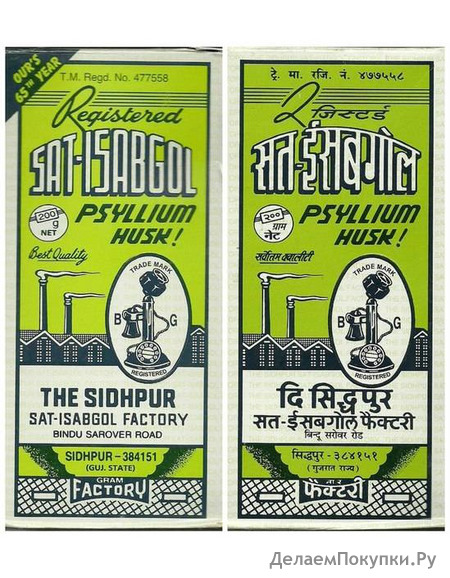 OUR'S
65TH YEAR
T.M. Regd. No. 477558
Registered
SAT-ISABGOL
200
g
NET
PSYLLIUM
HUSK!
Best Quality
TRADE MARK
B G
REGISTERED
THE SIDHPUR
SAT-ISABGOL FACTORY
BINDU SAROVER ROAD
SIDHPUR – 384151
(GUJ. STATE)
GRAM
FACTORY
ट्रे. मा. रजि. नं. ४७७५५८
रजिस्टर्ड
सत-ईसबगोल
२००
ग्राम
नेट
PSYLLIUM
HUSK!
सर्वोतम क्वालीटी
TRADE MARK
B G
REGISTERED
दि सिद्धपुर
सत-ईसबगोल फैक्टरी
बिन्दू सरोवर रोड
सिद्धपुर - ३८४१५१
(गुजरात राज्य)
तार
फैक्टरी
ДелаемПокупки.Ру